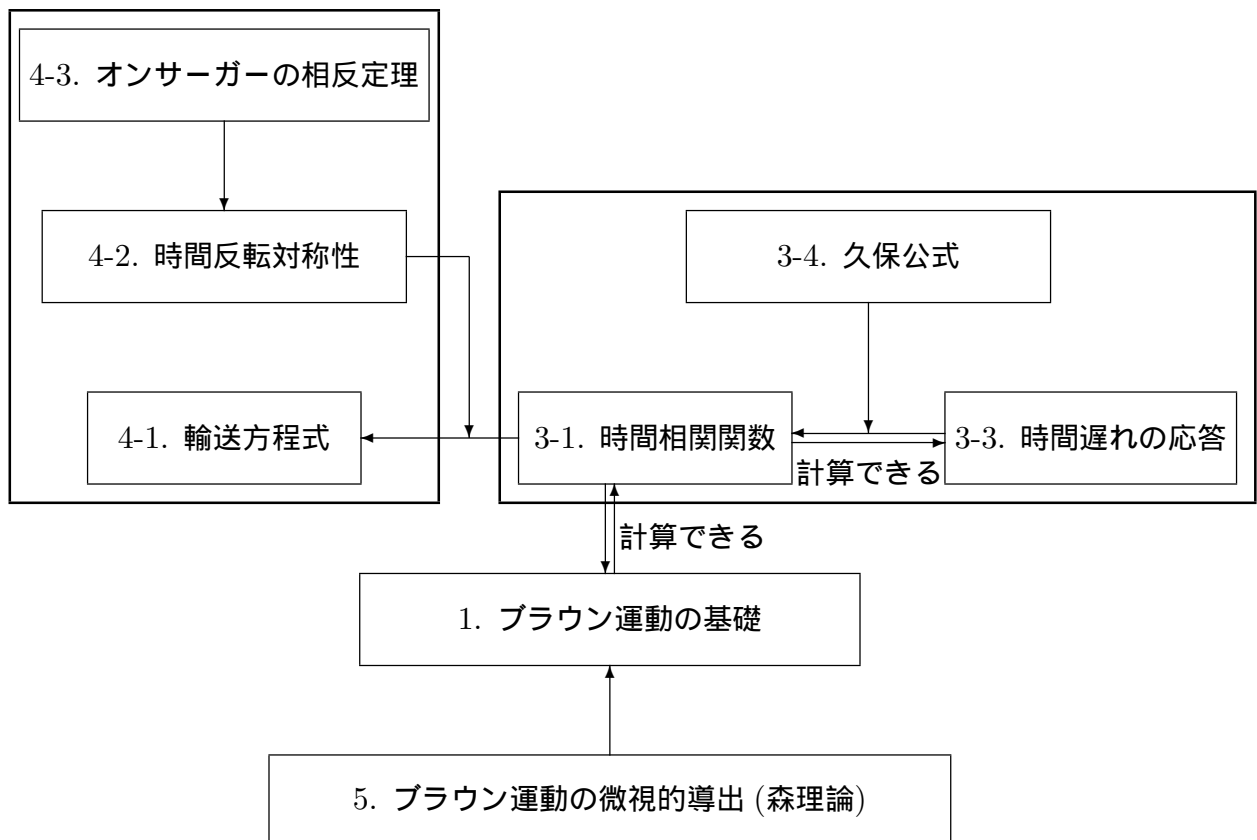 4-3. オンサーガーの相反定理
4-2. 時間反転対称性
3-4. 久保公式
4-1. 輸送方程式
3-1. 時間相関関数
3-3. 時間遅れの応答
計算できる
計算できる
1. ブラウン運動の基礎
5. ブラウン運動の微視的導出 (森理論)